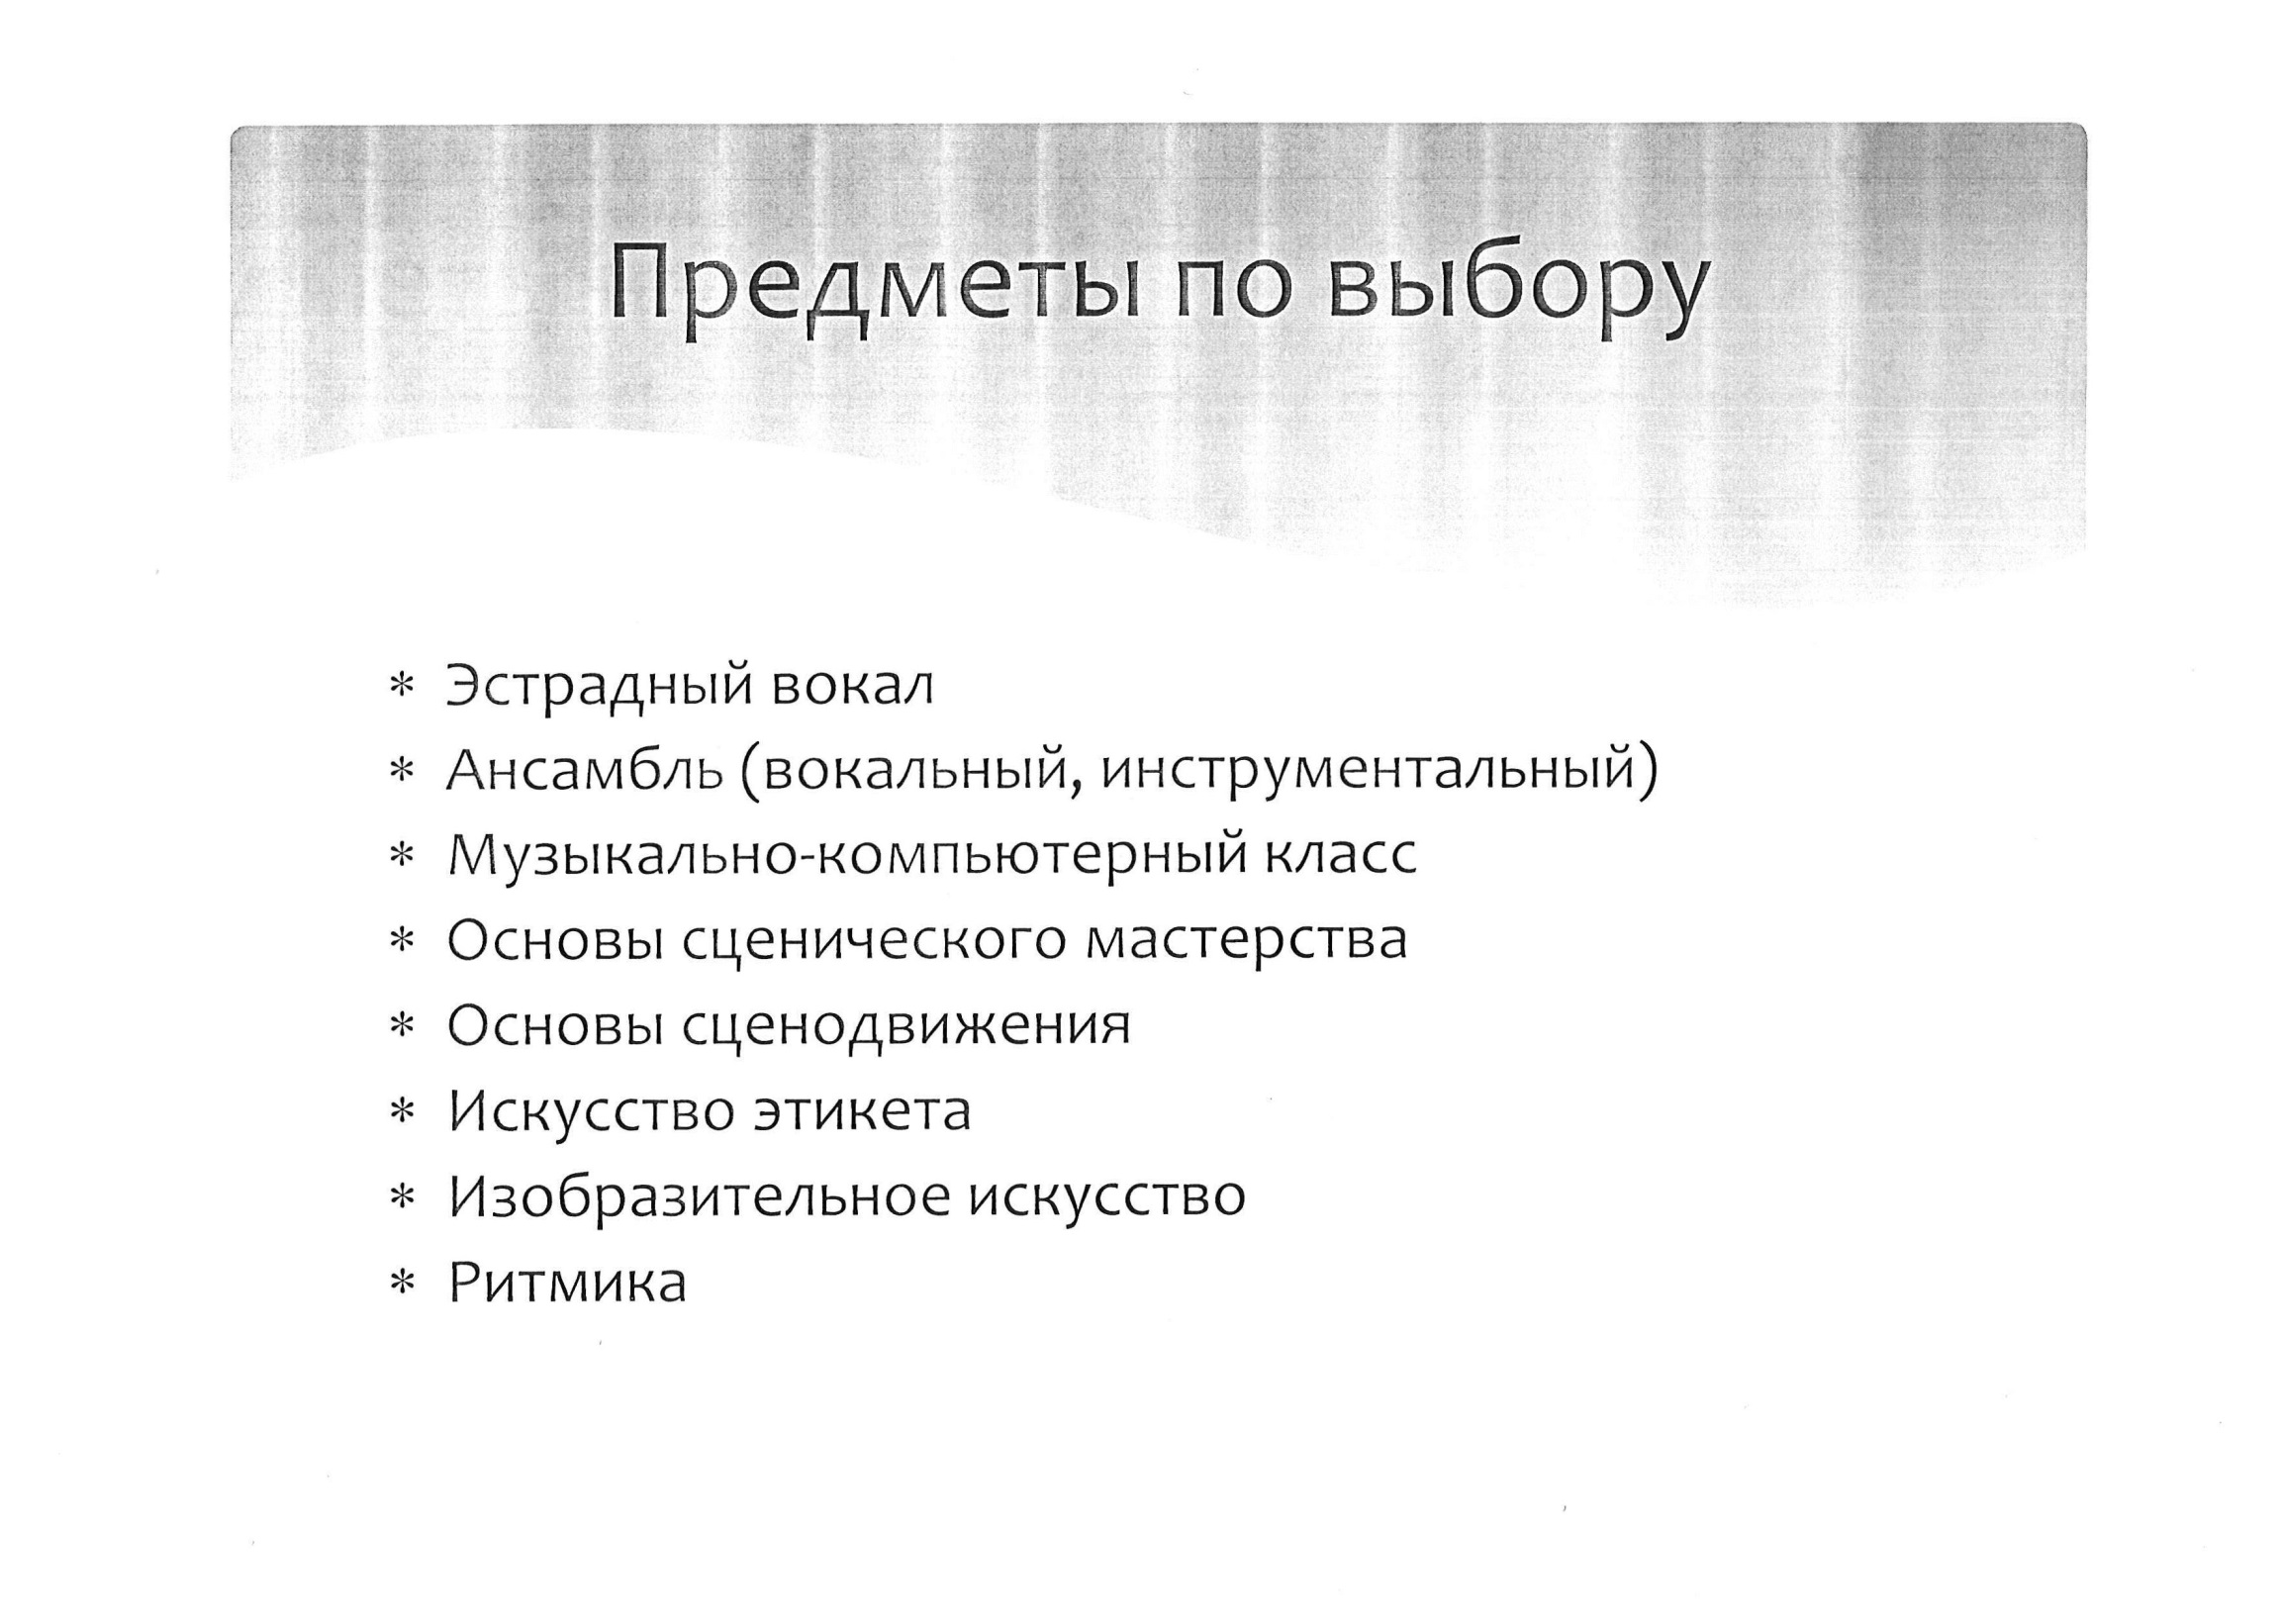 Предметы по выбору
* Эстрадный вокал
* Ансамбль (вокальный, инструментальный)
* Музыкально-компьютерный класс
* Основы сценического мастерства
* Основы сценодвижения
* Искусство этикета
* Изобразительное искусство
* Ритмика